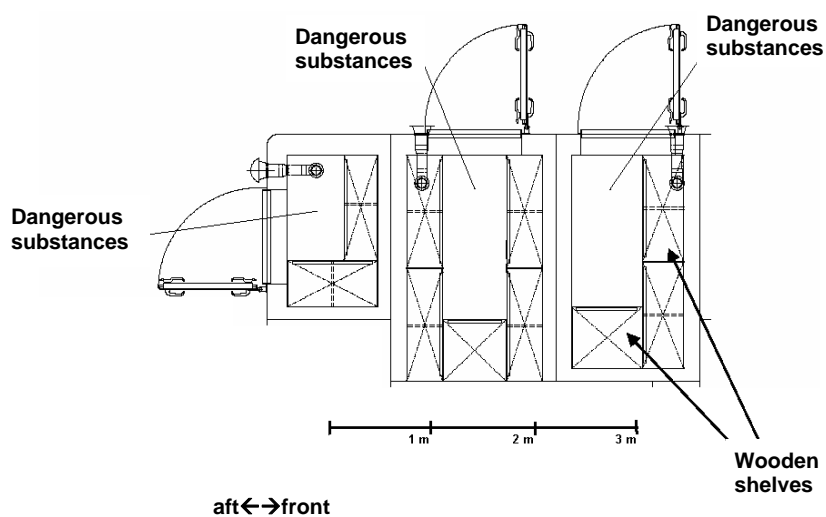 Dangerous
substances
Dangerous
substances
Dangerous
substances
1 m
2 m
3 m
Wooden
shelves
aft←→front